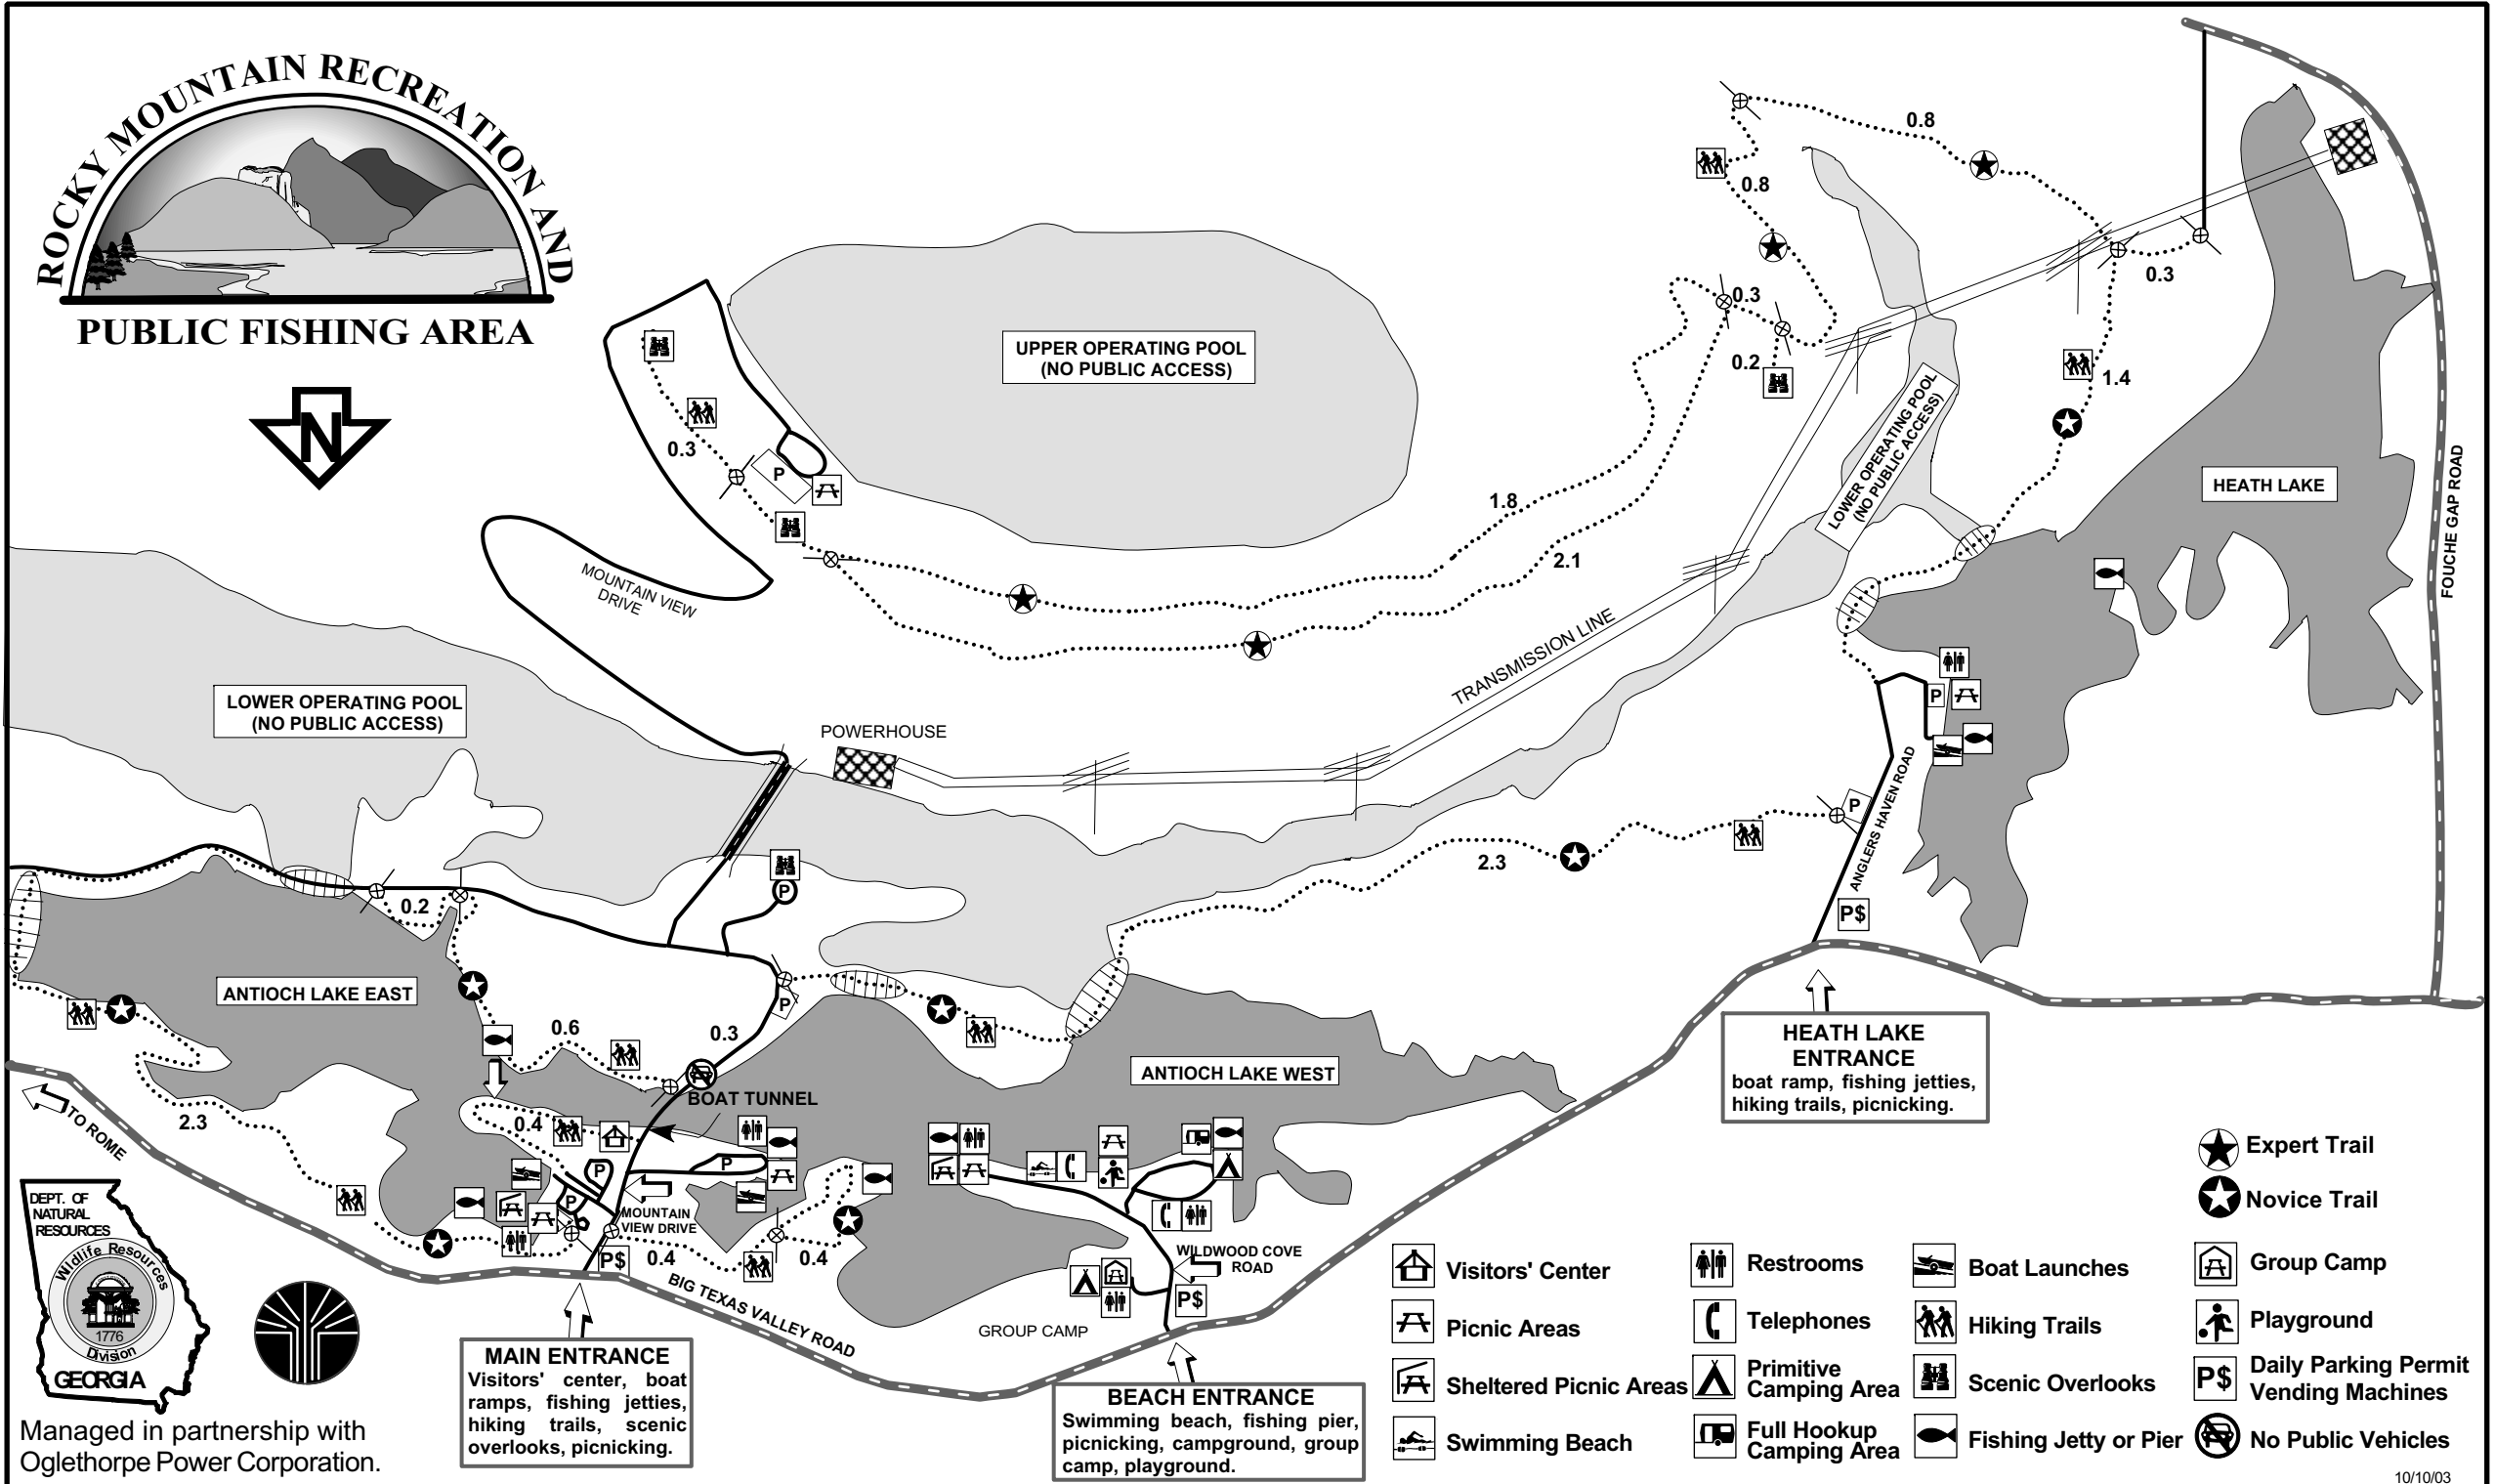 ROCKY MOUNTAIN RECREATION AND
PUBLIC FISHING AREA
N
UPPER OPERATING POOL
(NO PUBLIC ACCESS)
0.8
0.8
0.3
0.3
0.2
1.4
LOWER OPERATING POOL
(NO PUBLIC ACCESS)
HEATH LAKE
FOUCHE GAP ROAD
0.3
P
1.8
2.1
MOUNTAIN VIEW
DRIVE
TRANSMISSION LINE
LOWER OPERATING POOL
(NO PUBLIC ACCESS)
POWERHOUSE
P
P
ANGLERS HAVEN ROAD
P$
2.3
P
0.2
ANTIOCH LAKE EAST
P
0.6
0.3
ANTIOCH LAKE WEST
BOAT TUNNEL
HEATH LAKE
ENTRANCE
boat ramp, fishing jetties,
hiking trails, picnicking.
TO ROME
2.3
0.4
P
P
P
MOUNTAIN
VIEW DRIVE
P$
0.4
0.4
BIG TEXAS VALLEY ROAD
WILDWOOD COVE
ROAD
P$
GROUP CAMP
DEPT. OF
NATURAL
RESOURCES
Wildlife Resources
1776
Division
GEORGIA
Managed in partnership with
Oglethorpe Power Corporation.
MAIN ENTRANCE
Visitors' center, boat
ramps, fishing jetties,
hiking trails, scenic
overlooks, picnicking.
BEACH ENTRANCE
Swimming beach, fishing pier,
picnicking, campground, group
camp, playground.
Expert Trail
Novice Trail
Visitors' Center
Picnic Areas
Sheltered Picnic Areas
Swimming Beach
Restrooms
Telephones
Primitive
Camping Area
Full Hookup
Camping Area
Boat Launches
Hiking Trails
Scenic Overlooks
Fishing Jetty or Pier
Group Camp
Playground
P$
Daily Parking Permit
Vending Machines
No Public Vehicles
10/10/03